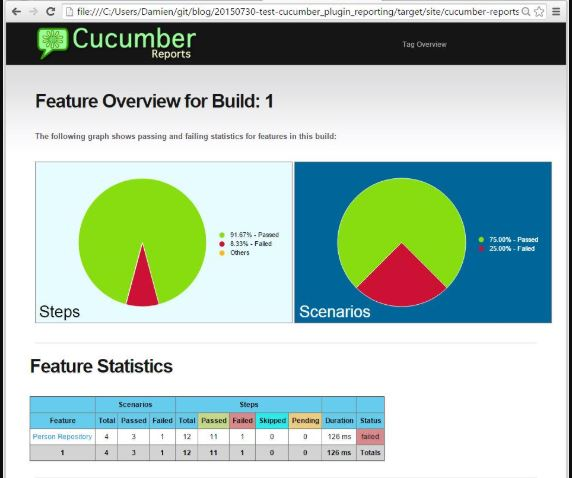 file:///C:/Users/Damien/git/blog/20150730-test-cucumber_plugin_reporting/target/site/cucumber-reports
Cucumber
Reports
Tag Overview
Feature Overview for Build: 1
The following graph shows passing and failing statistics for features in this build:
91.67% - Passed
8.33% - Failed
Others
Steps
75.00% - Passed
25.00% - Failed
Scenarios
Feature Statistics
Scenarios Steps
Feature Total Passed Failed Total Passed Failed Skipped Pending Duration Status
Person Repository 4 3 1 12 11 1 0 0 126 ms failed
1 4 3 1 12 11 1 0 0 126 ms Totals